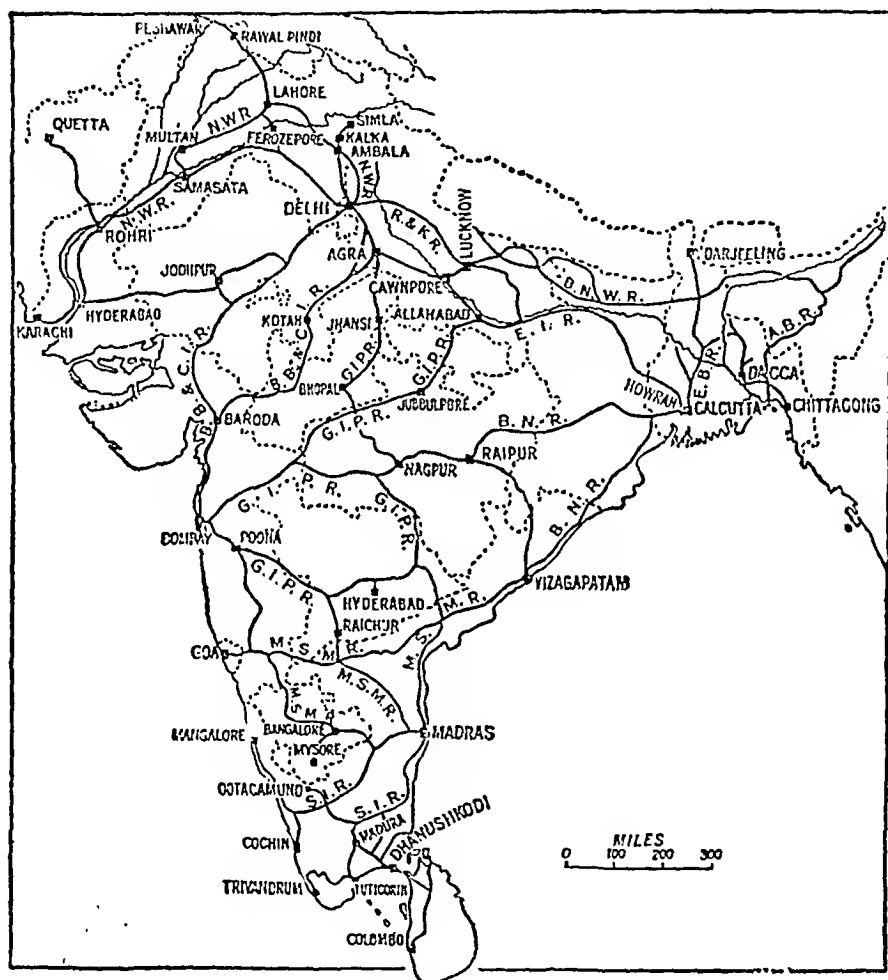 PESHAWAR
RAWAL PINDI
LAHORE
SIMLA
QUETTA
N.W.R.
MULTAN
FEROZEPORE
KALKA
AMBALA
SAMASATA
N.W.R.
N.W.R.
DELHI
R. & K.R.
LUCKNOW
ROHRI
AGRA
DARJEELING
JODHPUR
CAWNPORE
B.N.W.R.
HYDERABAD
KARACHI
KOTAH
JHANSI
ALLAHABAD
E.I.R.
A.B.R.
B.B. & C.I.R.
B.B. & C.I.R.
G.I.P.R.
G.I.P.R.
E.B.R.
DACCA
BHOPAL
JUBBULPORE
HOWRAH
CALCUTTA
CHITTAGONG
BARODA
G.I.P.R.
B.N.R.
NAGPUR
RAIPUR
G.I.P.R.
G.I.P.R.
B.N.R.
BOMBAY
POONA
G.I.P.R.
HYDERABAD
VIZAGAPATAM
RAICHUR
M.S.M.R.
GOA
M.S.M.R.
M.S.M.R.
M.S.M.R.
MANGALORE
BANGALORE
MADRAS
MYSORE
OOTACAMUND
S.I.R.
S.I.R.
MADURA
DHANUSHKODI
MILES
COCHIN
0 100 200 300
TRIVANDRUM
TUTICORIN
COLOMBO